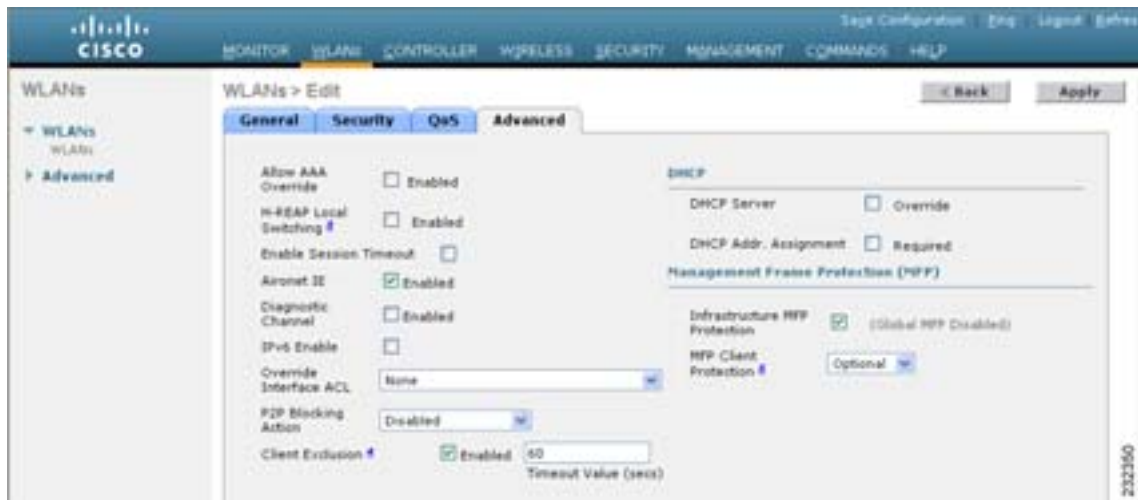 Save Configuration Ping Logout Refres
CISCO
MONITOR WLANs CONTROLLER WIRELESS SECURITY MANAGEMENT COMMANDS HELP
WLANs
WLANs > Edit
< Back Apply
WLANs
WLANs
Advanced
General Security QoS Advanced
Allow AAA Override Enabled
H-REAP Local Switching Enabled
Enable Session Timeout
Aironet IE Enabled
Diagnostic Channel Enabled
IPv6 Enable
Override Interface ACL None
P2P Blocking Action Disabled
Client Exclusion Enabled 60
Timeout Value (secs)
DHCP
DHCP Server Override
DHCP Addr. Assignment Required
Management Frame Protection (MFP)
Infrastructure MFP Protection (Global MFP Disabled)
MFP Client Protection Optional
232350